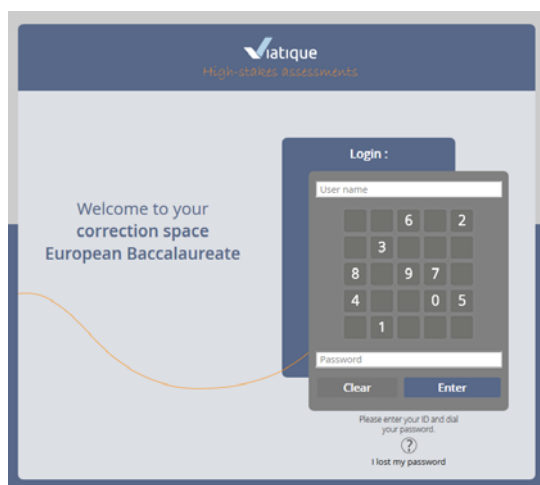 Viatique
High-stakes assessments
Welcome to your
correction space
European Baccalaureate
Login :
User name
6 2
3
8 9 7
4 0 5
1
Password
Clear Enter
Please enter your ID and dial
your password.
?
I lost my password